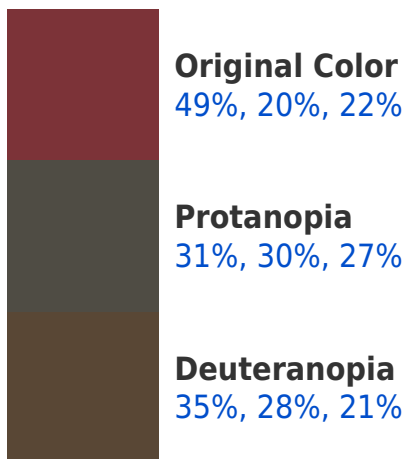 Original Color
49%, 20%, 22%
Protanopia
31%, 30%, 27%
Deuteranopia
35%, 28%, 21%